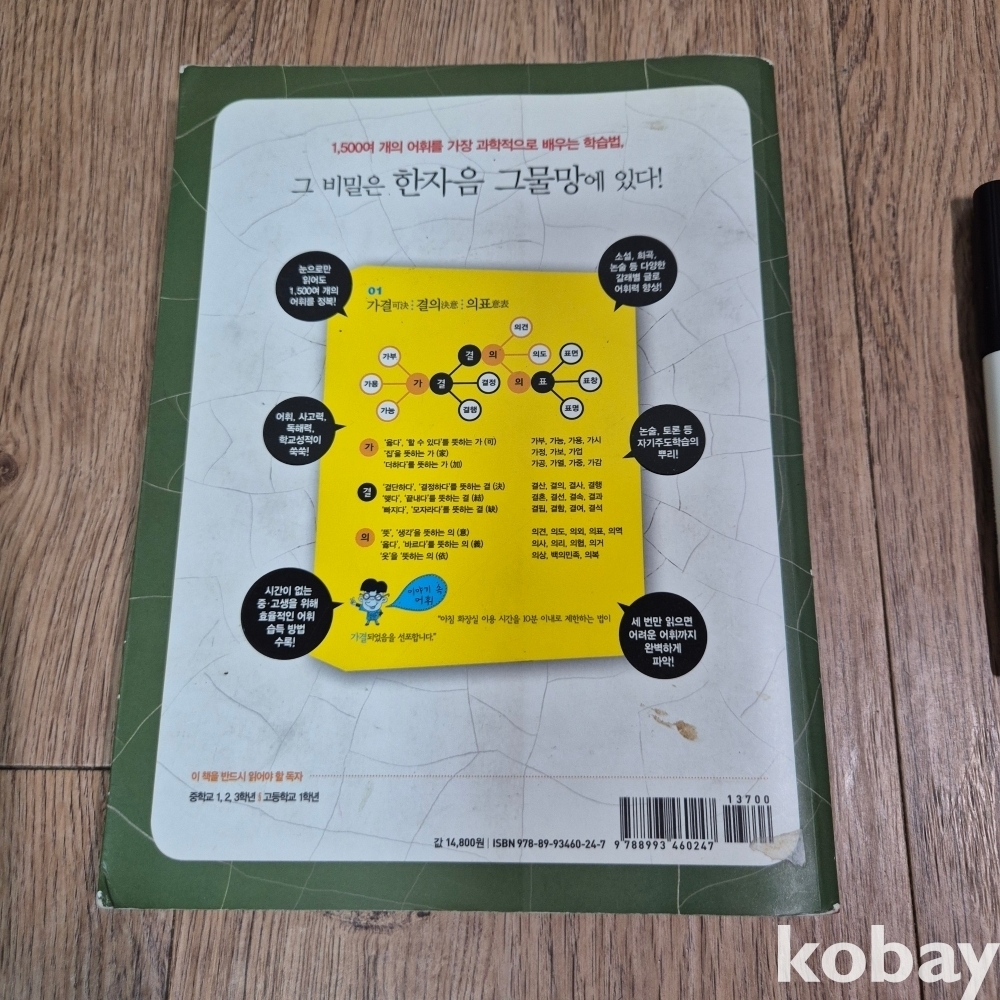 1,500여 개의 어휘를 가장 과학적으로 배우는 학습법,
그 비밀은 한자음 그물망에 있다!
눈으로만
읽어도
1,500여 개의
어휘를 정복!
소설, 희곡,
논술 등 다양한
갈래별 글로
어휘력 향상!
01
가결可決 : 결의決意 : 의표意表
의견
가부
결
의
의도
표면
가용
가
결
결정
의
표
표창
가능
결행
표명
어휘, 사고력,
독해력,
학교성적이
쑥쑥!
논술, 토론 등
자기주도학습의
뿌리!
가
'옳다', '할 수 있다'를 뜻하는 가 (可)
가부, 가능, 가용, 가시
'집'을 뜻하는 가 (家)
가정, 가보, 가업
'더하다'를 뜻하는 가 (加)
가공, 가열, 가중, 가감
결
'결단하다', '결정하다'를 뜻하는 결 (決)
결산, 결의, 결사, 결행
'맺다', '끝내다'를 뜻하는 결 (結)
결혼, 결선, 결속, 결과
'빠지다', '모자라다'를 뜻하는 결 (缺)
결핍, 결함, 결여, 결석
의
'뜻', '생각'을 뜻하는 의 (意)
의견, 의도, 의외, 의표, 의멱
'옳다', '바르다'를 뜻하는 의 (義)
의사, 의리, 의협, 의거
'옷'을 '뜻하는 의 (依)
의상, 백의민족, 의복
시간이 없는
중·고생을 위해
효율적인 어휘
습득 방법
수록!
이야기 속
어휘
"아침 화장실 이용 시간을 10분 이내로 제한하는 법이
가결되었음을 선포합니다."
세 번만 읽으면
어려운 어휘까지
완벽하게
파악!
이 책을 반드시 읽어야 할 독자
중학교 1, 2, 3학년 | 고등학교 1학년
13700
값 14,800원 | ISBN 978-89-93460-24-7
9 788993 460247
kobay